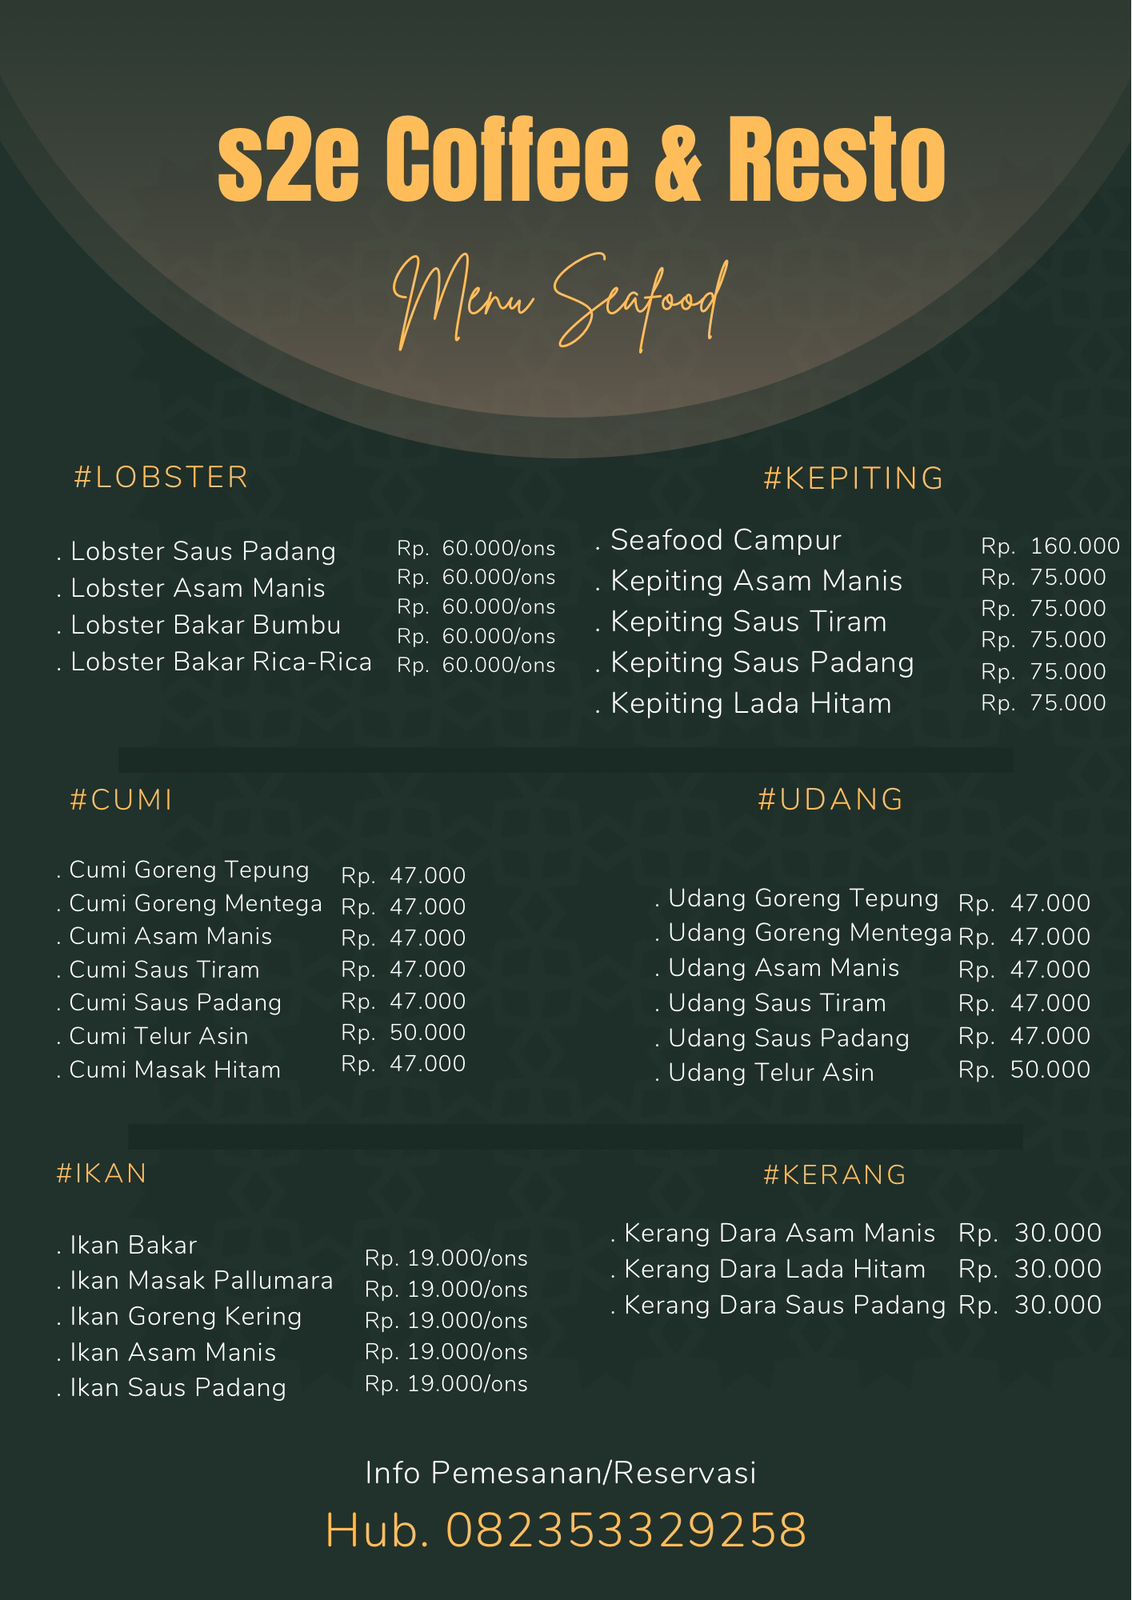 s2e Coffee & Resto
Menu Seafood
#LOBSTER
. Lobster Saus Padang
. Lobster Asam Manis
. Lobster Bakar Bumbu
. Lobster Bakar Rica-Rica
Rp. 60.000/ons
Rp. 60.000/ons
Rp. 60.000/ons
Rp. 60.000/ons
Rp. 60.000/ons
#KEPITING
. Seafood Campur
. Kepiting Asam Manis
. Kepiting Saus Tiram
. Kepiting Saus Padang
. Kepiting Lada Hitam
Rp. 160.000
Rp. 75.000
Rp. 75.000
Rp. 75.000
Rp. 75.000
Rp. 75.000
#CUMI
. Cumi Goreng Tepung
. Cumi Goreng Mentega
. Cumi Asam Manis
. Cumi Saus Tiram
. Cumi Saus Padang
. Cumi Telur Asin
. Cumi Masak Hitam
Rp. 47.000
Rp. 47.000
Rp. 47.000
Rp. 47.000
Rp. 47.000
Rp. 50.000
Rp. 47.000
#UDANG
. Udang Goreng Tepung
. Udang Goreng Mentega
. Udang Asam Manis
. Udang Saus Tiram
. Udang Saus Padang
. Udang Telur Asin
Rp. 47.000
Rp. 47.000
Rp. 47.000
Rp. 47.000
Rp. 47.000
Rp. 50.000
#IKAN
. Ikan Bakar
. Ikan Masak Pallumara
. Ikan Goreng Kering
. Ikan Asam Manis
. Ikan Saus Padang
Rp. 19.000/ons
Rp. 19.000/ons
Rp. 19.000/ons
Rp. 19.000/ons
Rp. 19.000/ons
#KERANG
. Kerang Dara Asam Manis Rp. 30.000
. Kerang Dara Lada Hitam Rp. 30.000
. Kerang Dara Saus Padang Rp. 30.000
Info Pemesanan/Reservasi
Hub. 082353329258